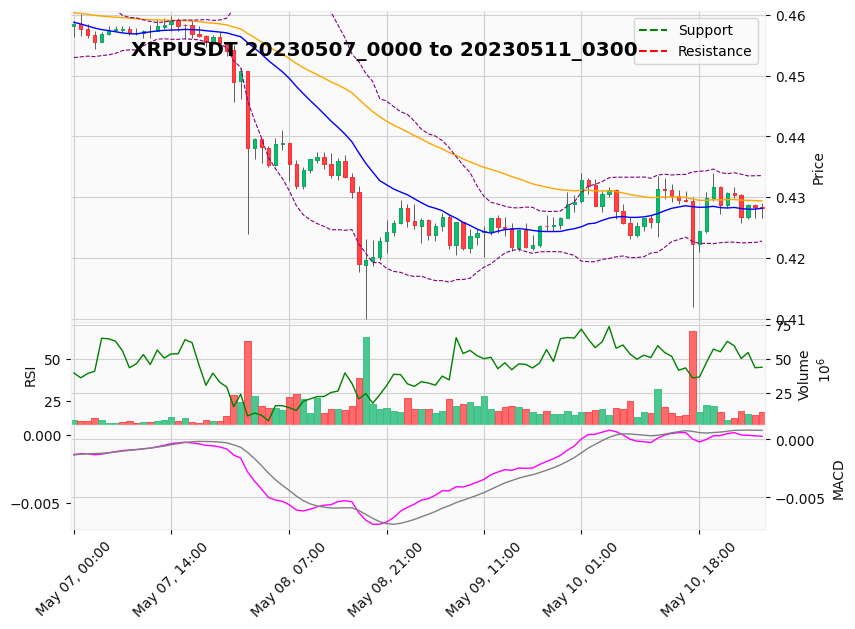 XRPUSDT 20230507_0000 to 20230511_0300
Support
Resistance
0.46
0.45
0.44
0.43
0.42
0.41
Price
RSI
50
25
75
50
25
Volume
10^6
0.000
−0.005
0.000
−0.005
MACD
May 07, 00:00
May 07, 14:00
May 08, 07:00
May 08, 21:00
May 09, 11:00
May 10, 01:00
May 10, 18:00